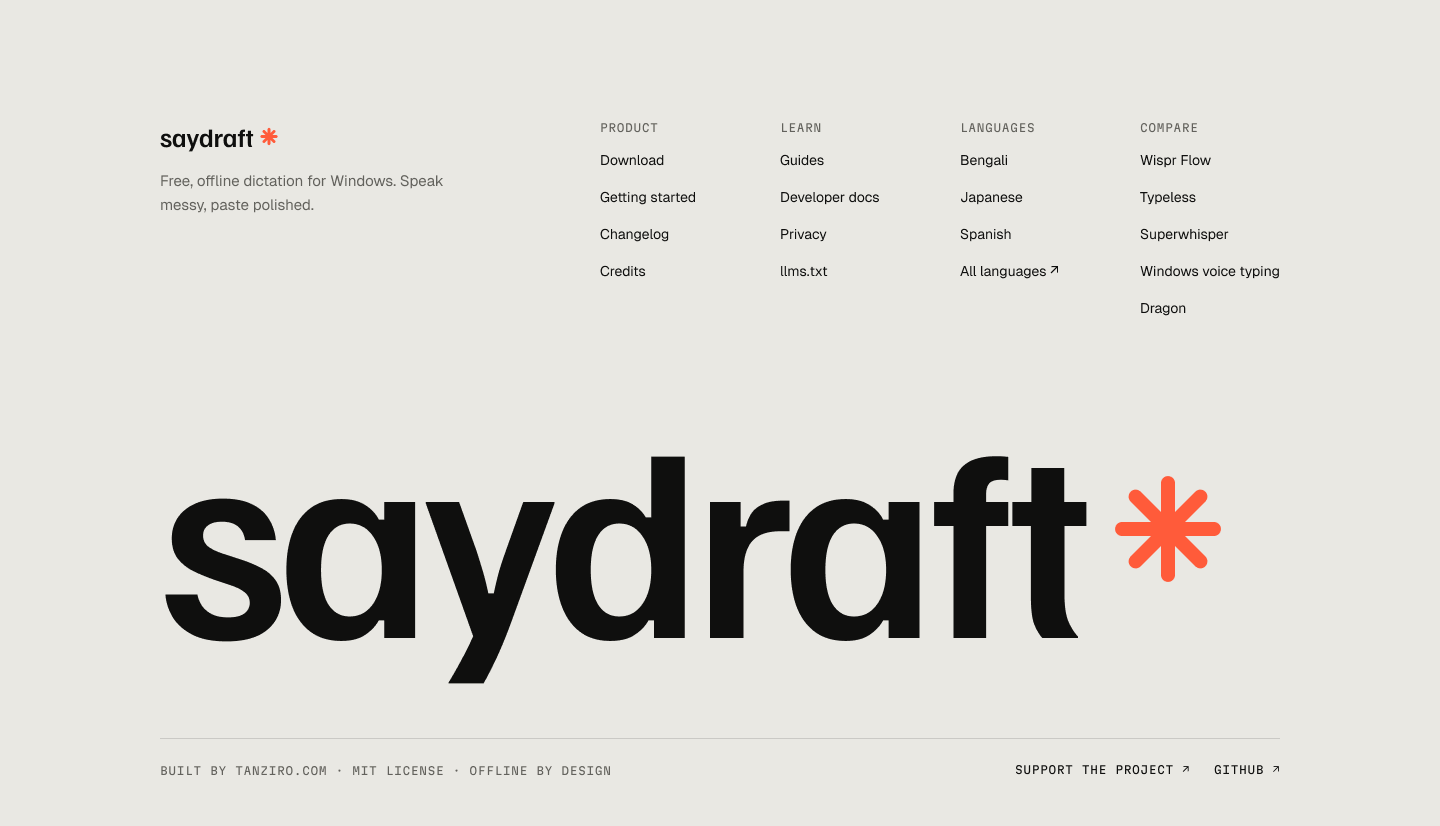 saydraft
Free, offline dictation for Windows. Speak
messy, paste polished.
PRODUCT
Download
Getting started
Changelog
Credits
LEARN
Guides
Developer docs
Privacy
llms.txt
LANGUAGES
Bengali
Japanese
Spanish
All languages ↗
COMPARE
Wispr Flow
Typeless
Superwhisper
Windows voice typing
Dragon
saydraft
BUILT BY TANZIRO.COM · MIT LICENSE · OFFLINE BY DESIGN
SUPPORT THE PROJECT ↗ GITHUB ↗